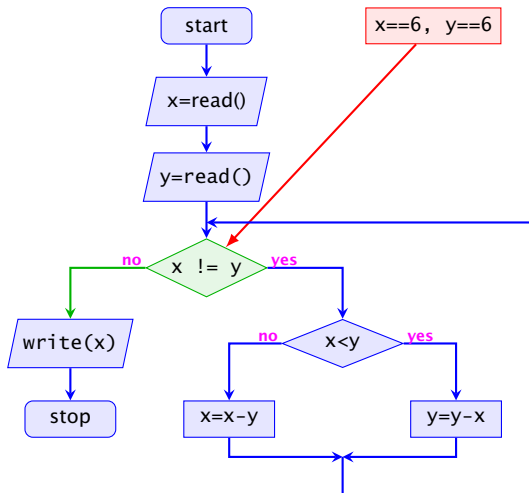 start
x==6, y==6
x=read()
y=read()
no
x != y
yes
write(x)
no
x<y
yes
stop
x=x-y
y=y-x